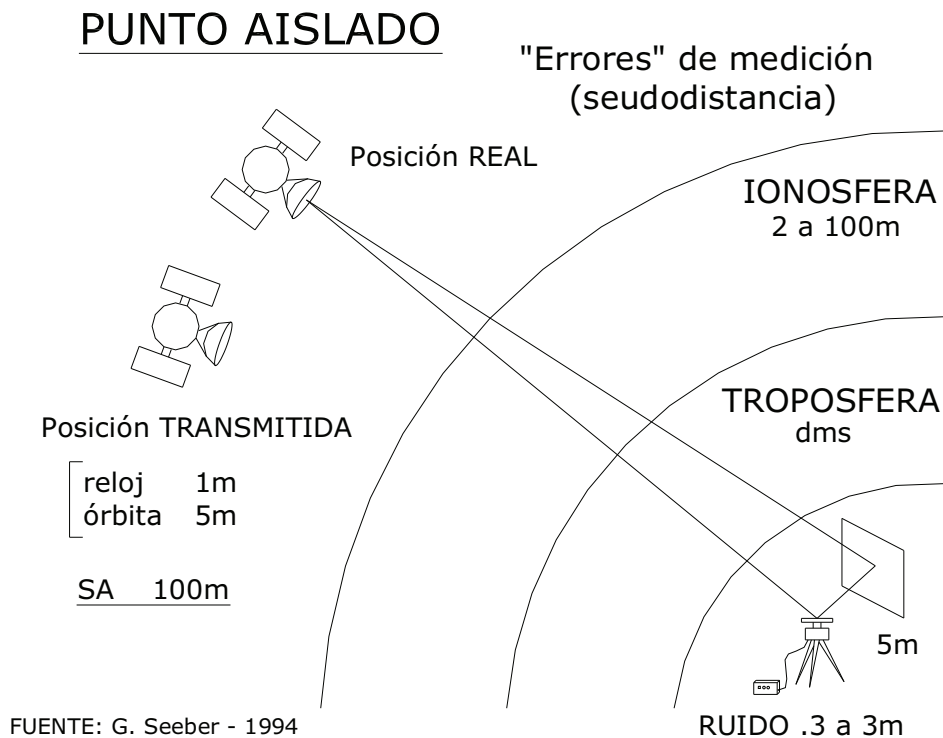 PUNTO AISLADO
"Errores" de medición
(seudodistancia)
Posición REAL
IONOSFERA
2 a 100m
TROPOSFERA
dms
Posición TRANSMITIDA
reloj 1m
órbita 5m
SA 100m
5m
FUENTE: G. Seeber - 1994
RUIDO .3 a 3m